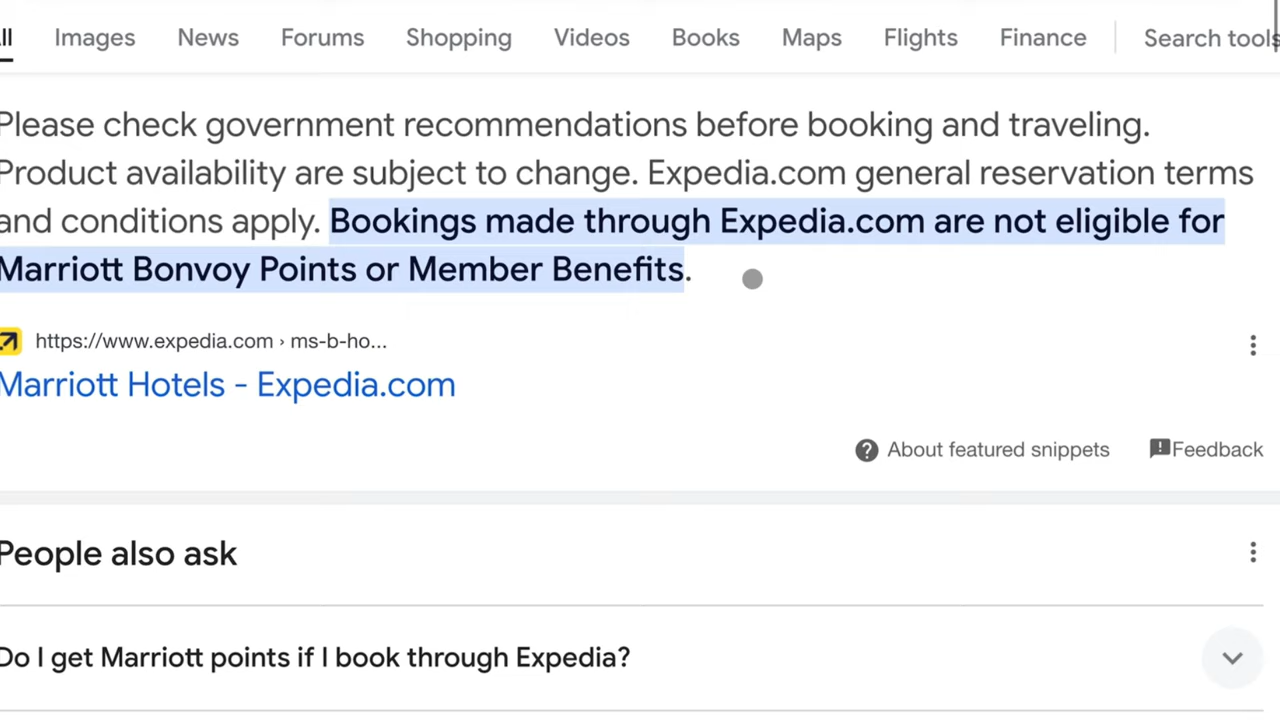 ll Images News Forums Shopping Videos Books Maps Flights Finance Search tools
Please check government recommendations before booking and traveling.
Product availability are subject to change. Expedia.com general reservation terms
and conditions apply. Bookings made through Expedia.com are not eligible for
Marriott Bonvoy Points or Member Benefits.
https://www.expedia.com › ms-b-ho...
Marriott Hotels - Expedia.com
About featured snippets Feedback
People also ask
Do I get Marriott points if I book through Expedia?